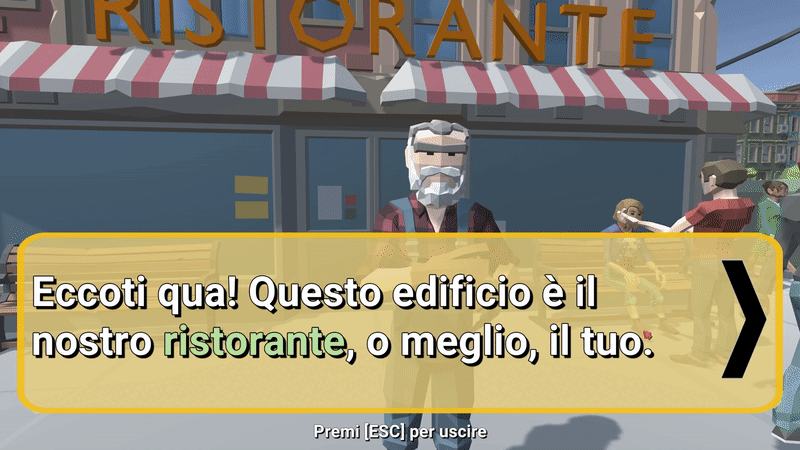 RISTORANTE
Eccoti qua! Questo edificio è il
nostro ristorante, o meglio, il tuo.
Premi [ESC] per uscire